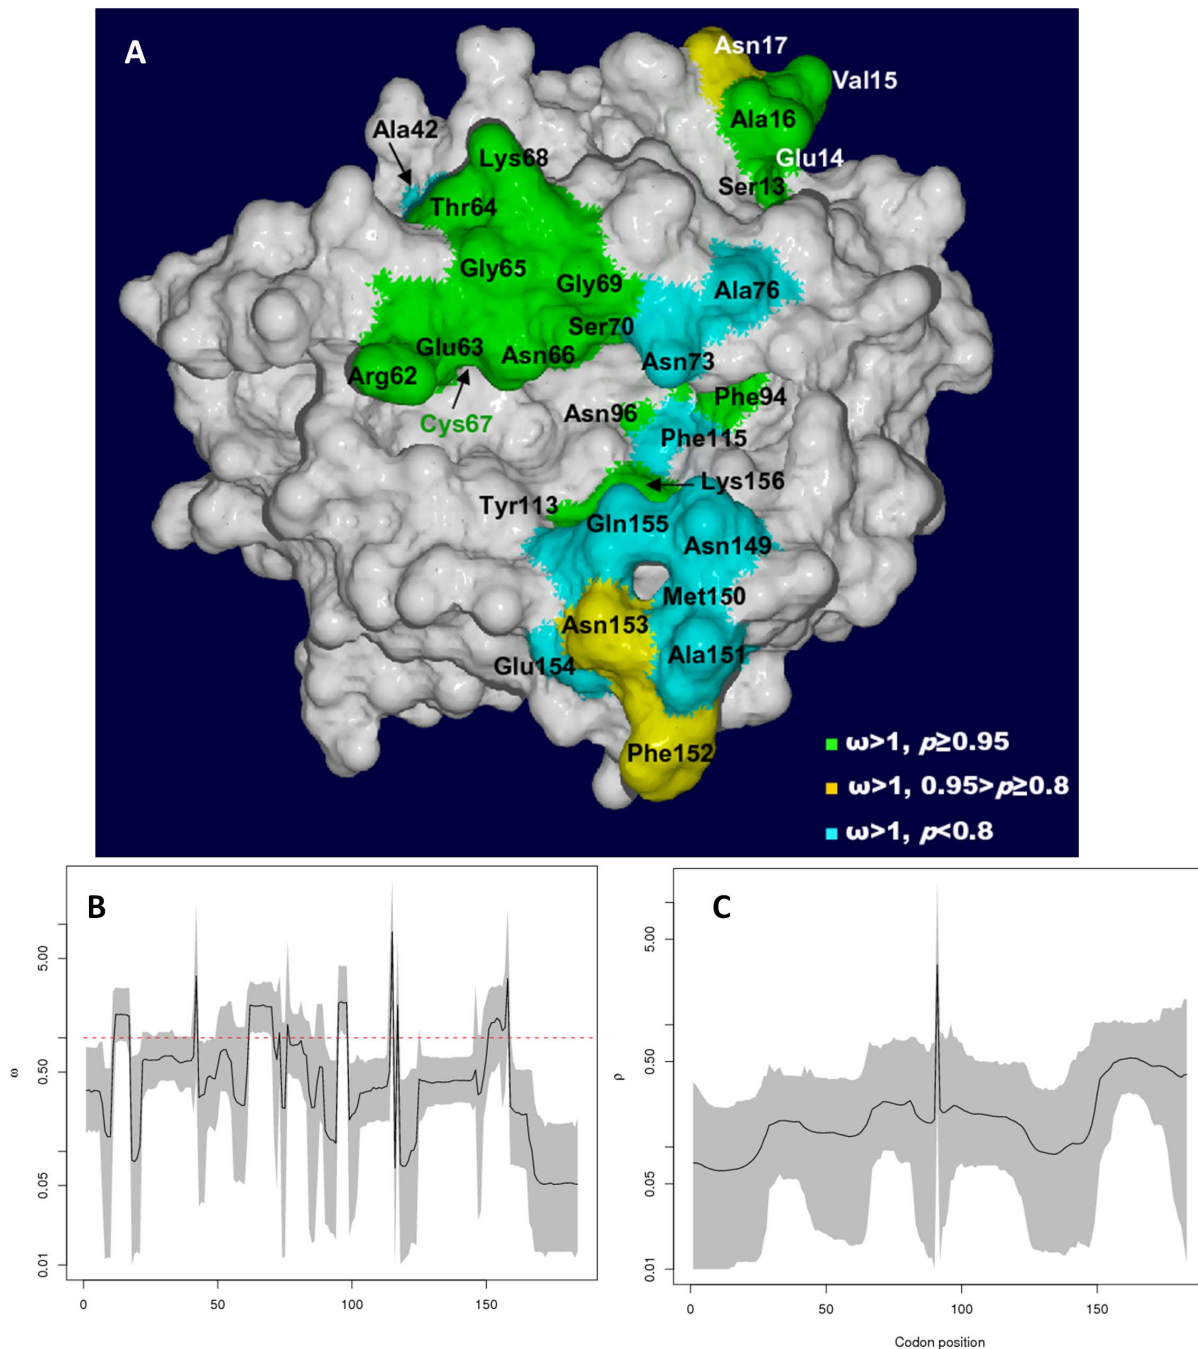 A
Asn17
Val15
Ala16
Ala42
Lys68
Glu14
Ser13
Thr64
Gly65
Gly69
Ala76
Ser70
Glu63
Asn66
Asn73
Arg62
Cys67
Asn96
Phe94
Phe115
Lys156
Tyr113
Gln155
Asn149
Met150
Asn153
Ala151
Glu154
Phe152
ω>1, p≥0.95
ω>1, 0.95>p≥0.8
ω>1, p<0.8
B
5.00
0.50
0.05
0.01
ω
0 50 100 150
C
5.00
0.50
0.05
0.01
ρ
0 50 100 150
Codon position